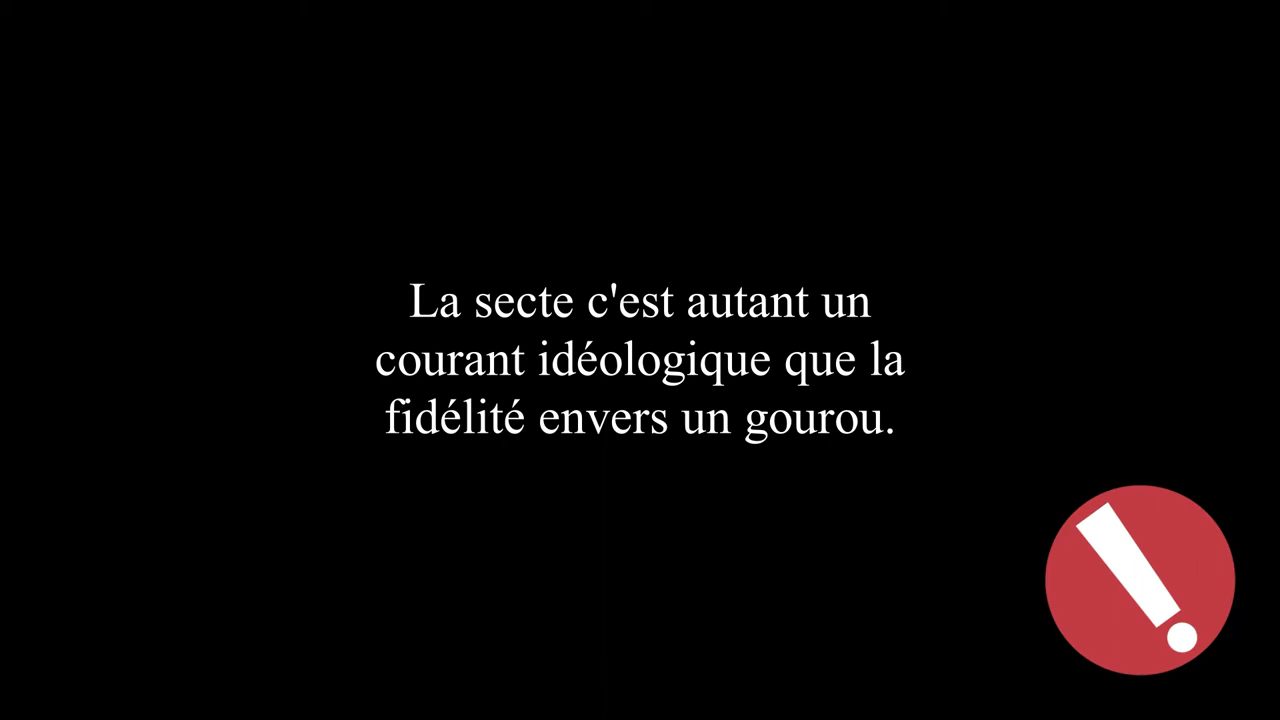 La secte c'est autant un
courant idéologique que la
fidélité envers un gourou.